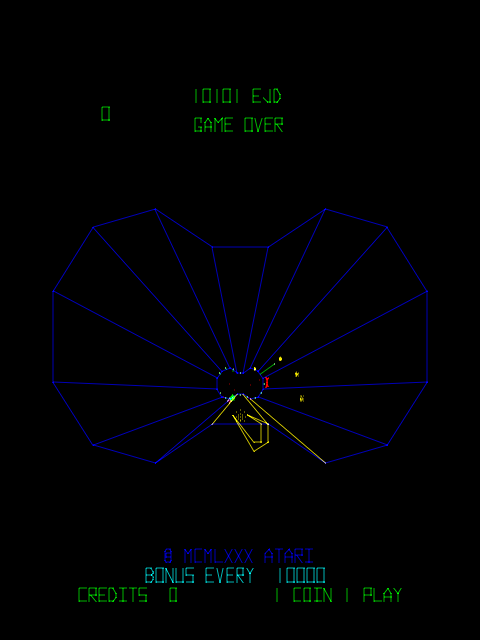 10101 EJD
0
GAME OVER
© MCMLXXX ATARI
BONUS EVERY 10000
CREDITS 0 1 COIN 1 PLAY